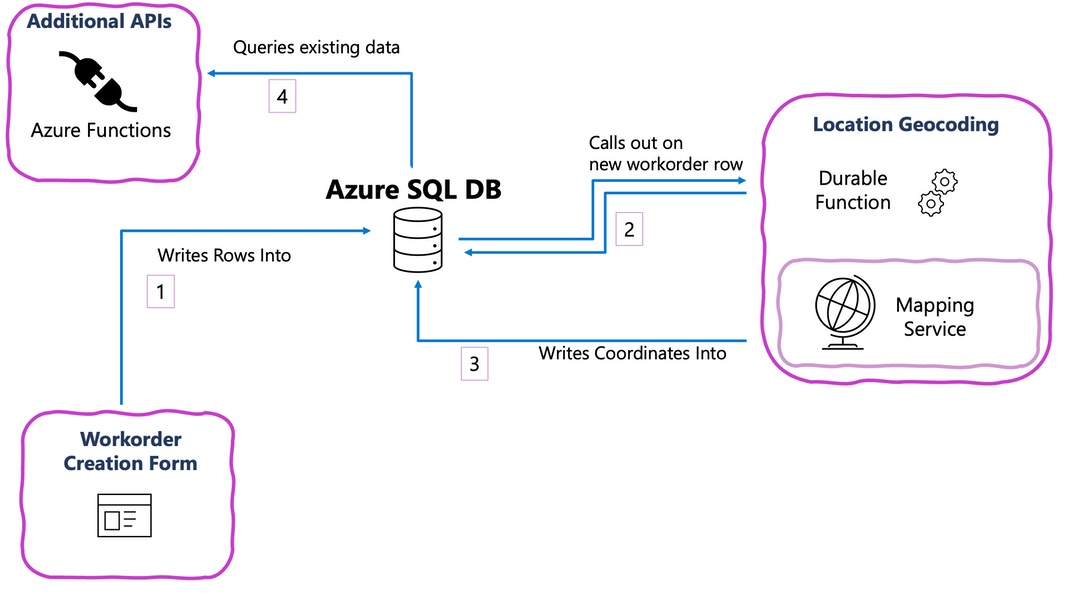 Additional APIs
Azure Functions
Queries existing data
4
Azure SQL DB
Calls out on
new workorder row
2
Location Geocoding
Durable
Function
Mapping
Service
Writes Rows Into
1
Writes Coordinates Into
3
Workorder
Creation Form